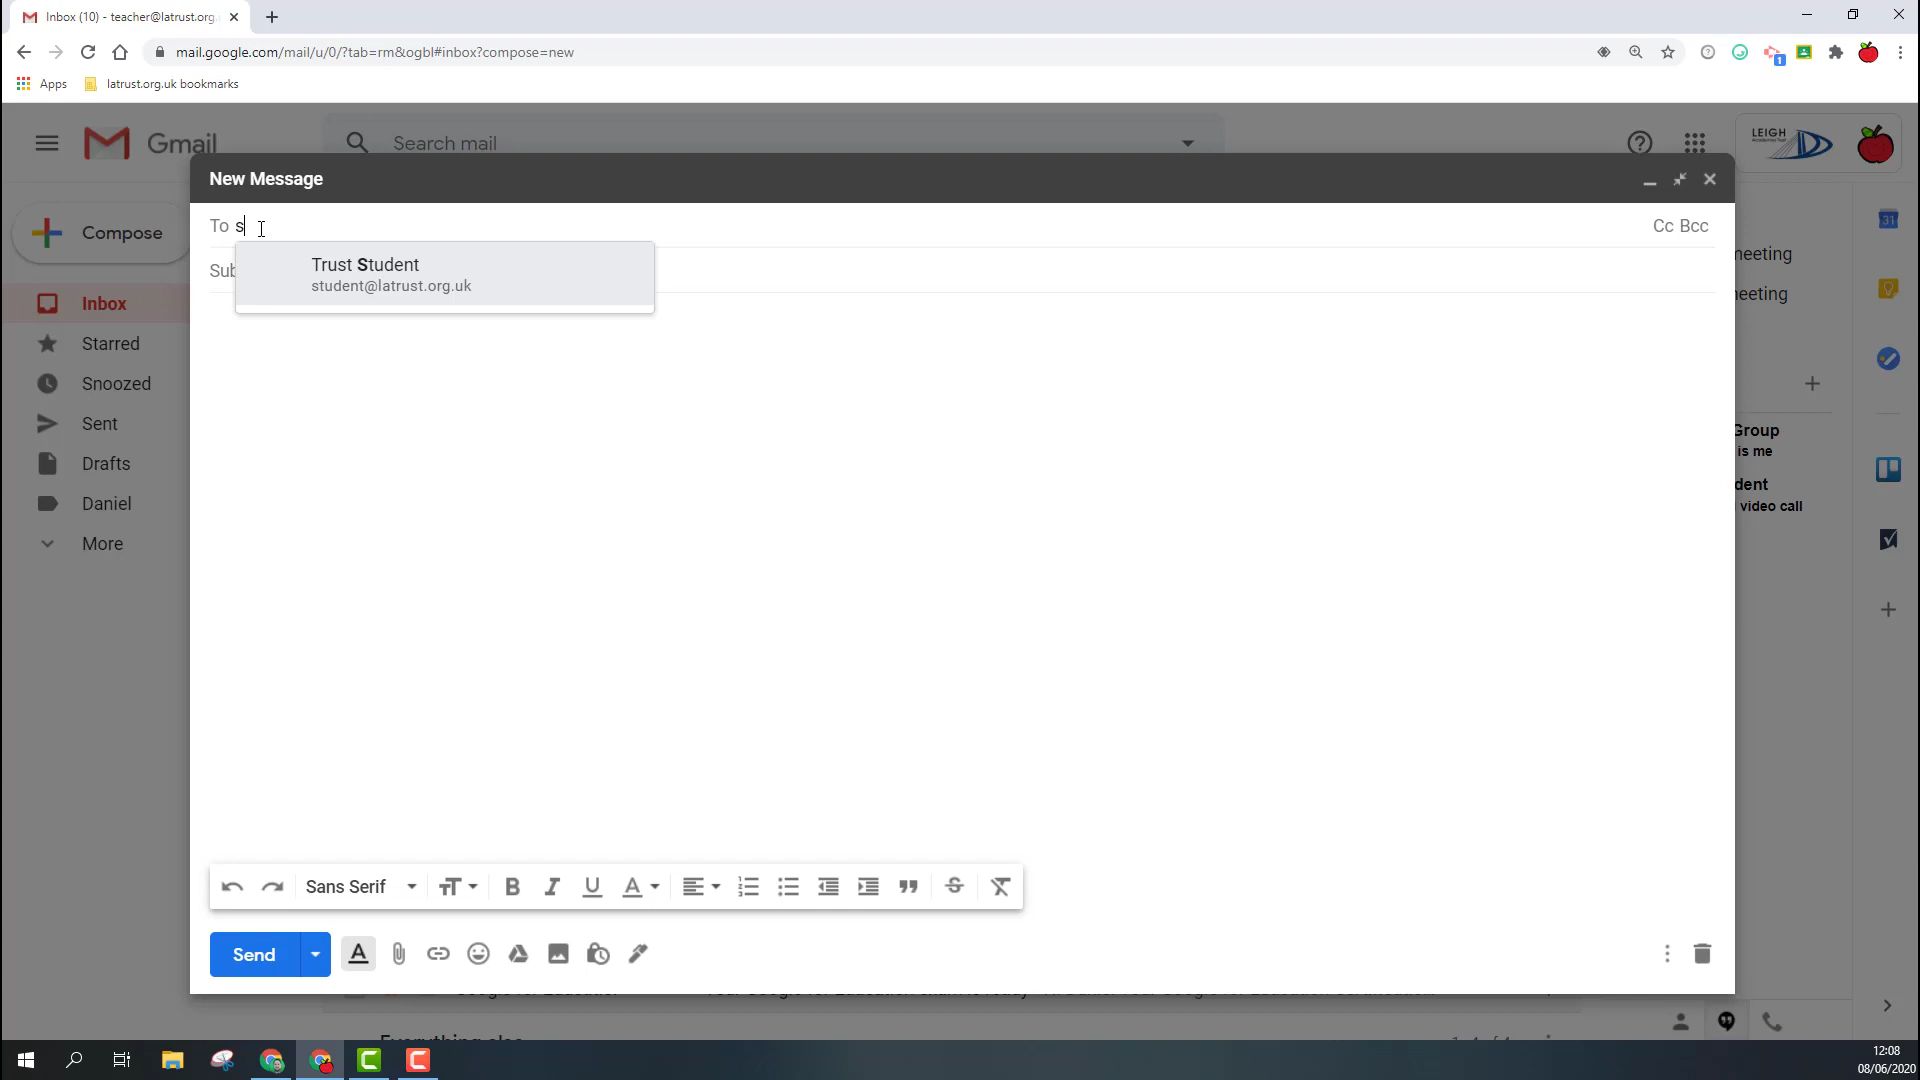 Inbox (10) - teacher@latrust.org.
mail.google.com/mail/u/0/?tab=rm&ogbl#inbox?compose=new
Apps
latrust.org.uk bookmarks
Gmail
Search mail
LEIGH
New Message
Compose
To s
Cc Bcc
Trust Student
student@latrust.org.uk
Sub
31
neeting
neeting
Inbox
Starred
Snoozed
Sent
Drafts
Daniel
More
Group
is me
dent
video call
Sans Serif
Send
Everything else
12:08
08/06/2020